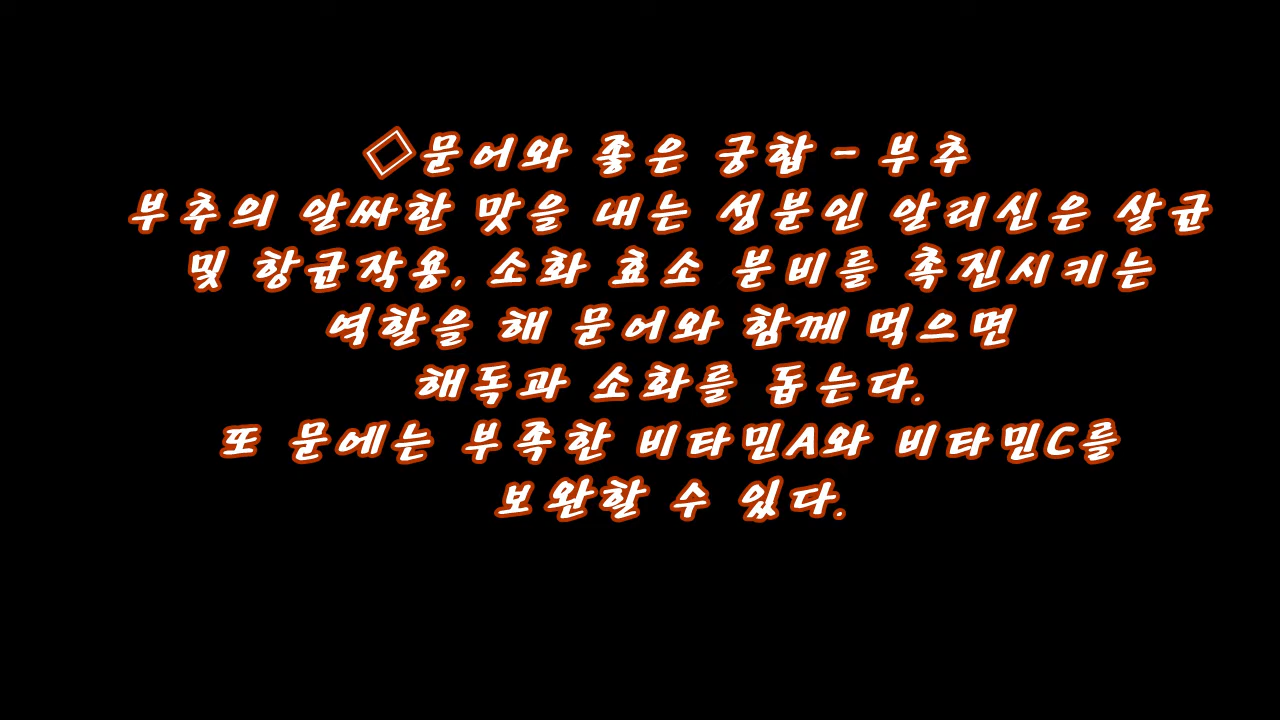 ◇문어와 좋은 궁합 - 부추
부추의 알싸한 맛을 내는 성분인 알리신은 살균
및 항균작용, 소화 효소 분비를 촉진시키는
역할을 해 문어와 함께 먹으면
해독과 소화를 돕는다.
또 문에는 부족한 비타민A와 비타민C를
보완할 수 있다.